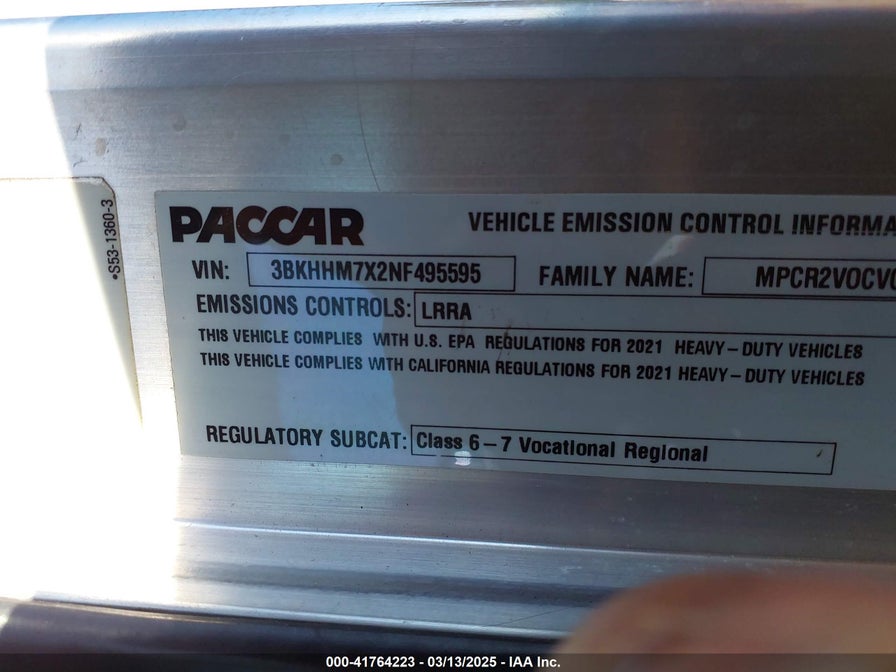 •S53-1360-3
PACCAR VEHICLE EMISSION CONTROL INFORMA
VIN: 3BKHHM7X2NF495595 FAMILY NAME: MPCR2VOCV
EMISSIONS CONTROLS: LRRA
THIS VEHICLE COMPLIES WITH U.S. EPA REGULATIONS FOR 2021 HEAVY-DUTY VEHICLES
THIS VEHICLE COMPLIES WITH CALIFORNIA REGULATIONS FOR 2021 HEAVY-DUTY VEHICLES
REGULATORY SUBCAT: Class 6-7 Vocational Regional
000-41764223 - 03/13/2025 - IAA Inc.